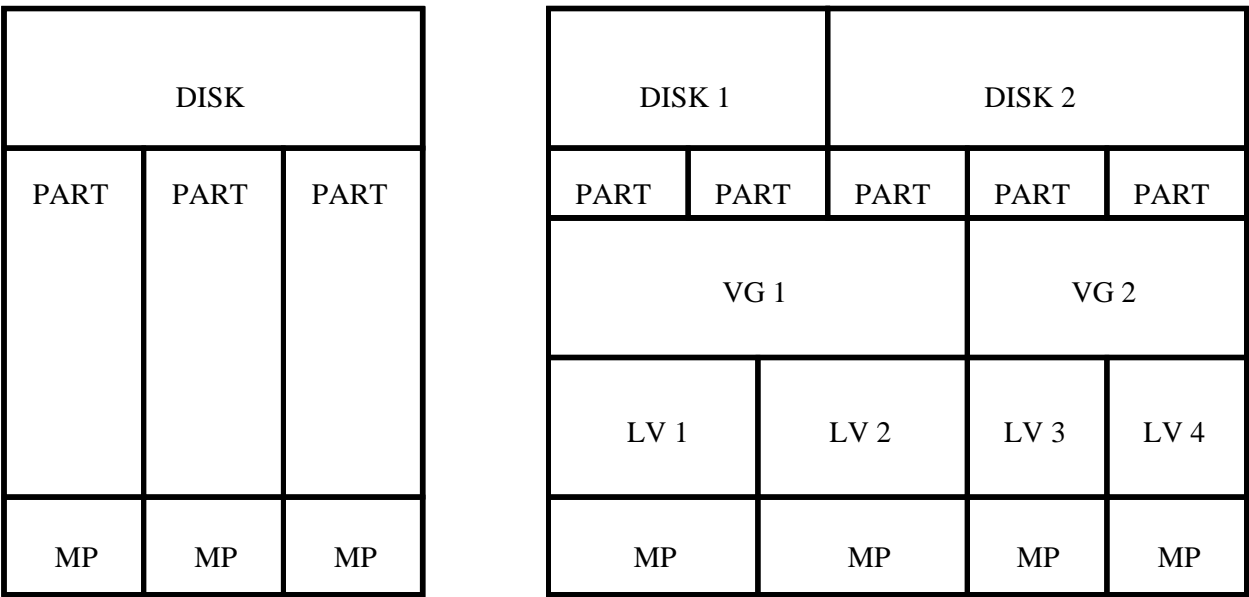 DISK
PART PART PART
MP MP MP
DISK 1 DISK 2
PART PART PART PART PART
VG 1 VG 2
LV 1 LV 2 LV 3 LV 4
MP MP MP MP